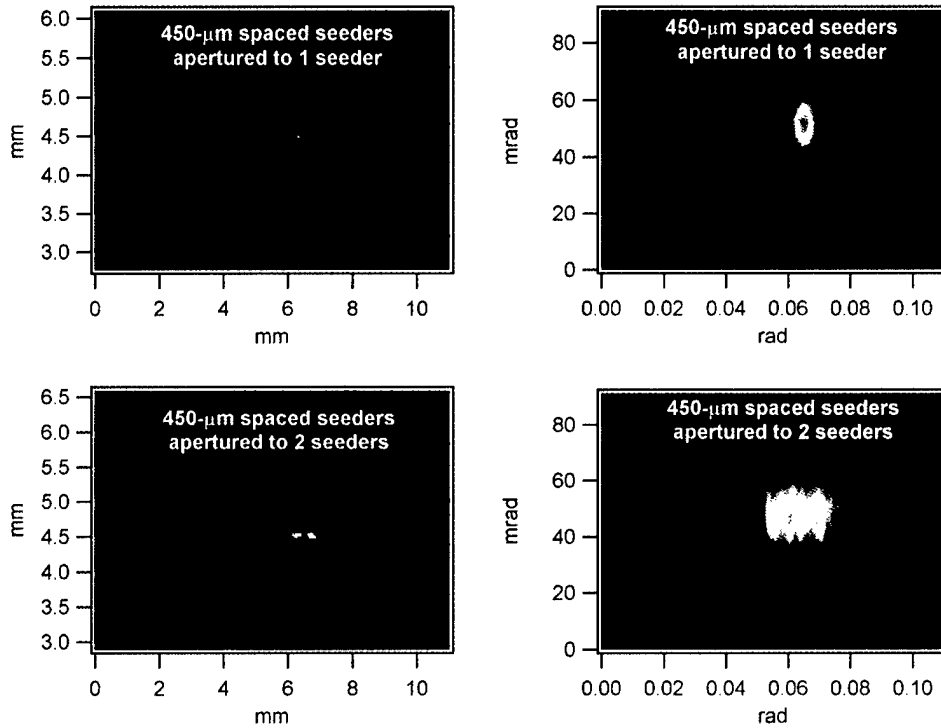 450-μm spaced seeders
apertured to 1 seeder
6.0
5.5
5.0
4.5
4.0
3.5
3.0
mm
0 2 4 6 8 10
mm
450-μm spaced seeders
apertured to 1 seeder
80
60
40
20
0
mrad
0.00 0.02 0.04 0.06 0.08 0.10
rad
450-μm spaced seeders
apertured to 2 seeders
6.5
6.0
5.5
5.0
4.5
4.0
3.5
3.0
mm
0 2 4 6 8 10
mm
450-μm spaced seeders
apertured to 2 seeders
80
60
40
20
0
mrad
0.00 0.02 0.04 0.06 0.08 0.10
rad